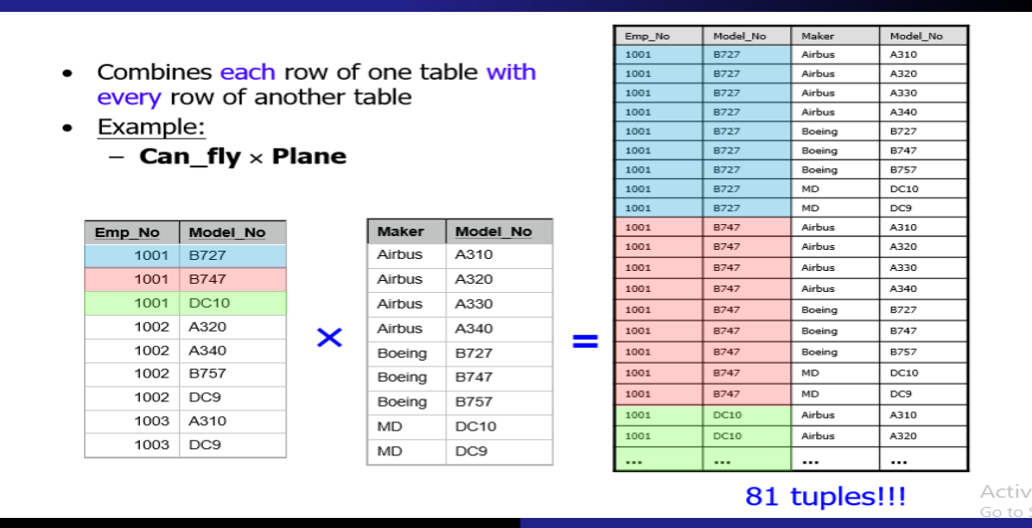 • Combines each row of one table with
every row of another table
• Example:
– Can_fly × Plane
Emp_No Model_No
1001 B727
1001 B747
1001 DC10
1002 A320
1002 A340
1002 B757
1002 DC9
1003 A310
1003 DC9
×
Maker Model_No
Airbus A310
Airbus A320
Airbus A330
Airbus A340
Boeing B727
Boeing B747
Boeing B757
MD DC10
MD DC9
=
Emp_No Model_No Maker Model_No
1001 B727 Airbus A310
1001 B727 Airbus A320
1001 B727 Airbus A330
1001 B727 Airbus A340
1001 B727 Boeing B727
1001 B727 Boeing B747
1001 B727 Boeing B757
1001 B727 MD DC10
1001 B727 MD DC9
1001 B747 Airbus A310
1001 B747 Airbus A320
1001 B747 Airbus A330
1001 B747 Airbus A340
1001 B747 Boeing B727
1001 B747 Boeing B747
1001 B747 Boeing B757
1001 B747 MD DC10
1001 B747 MD DC9
1001 DC10 Airbus A310
1001 DC10 Airbus A320
... ... ... ...
81 tuples!!!
Activ
Go to